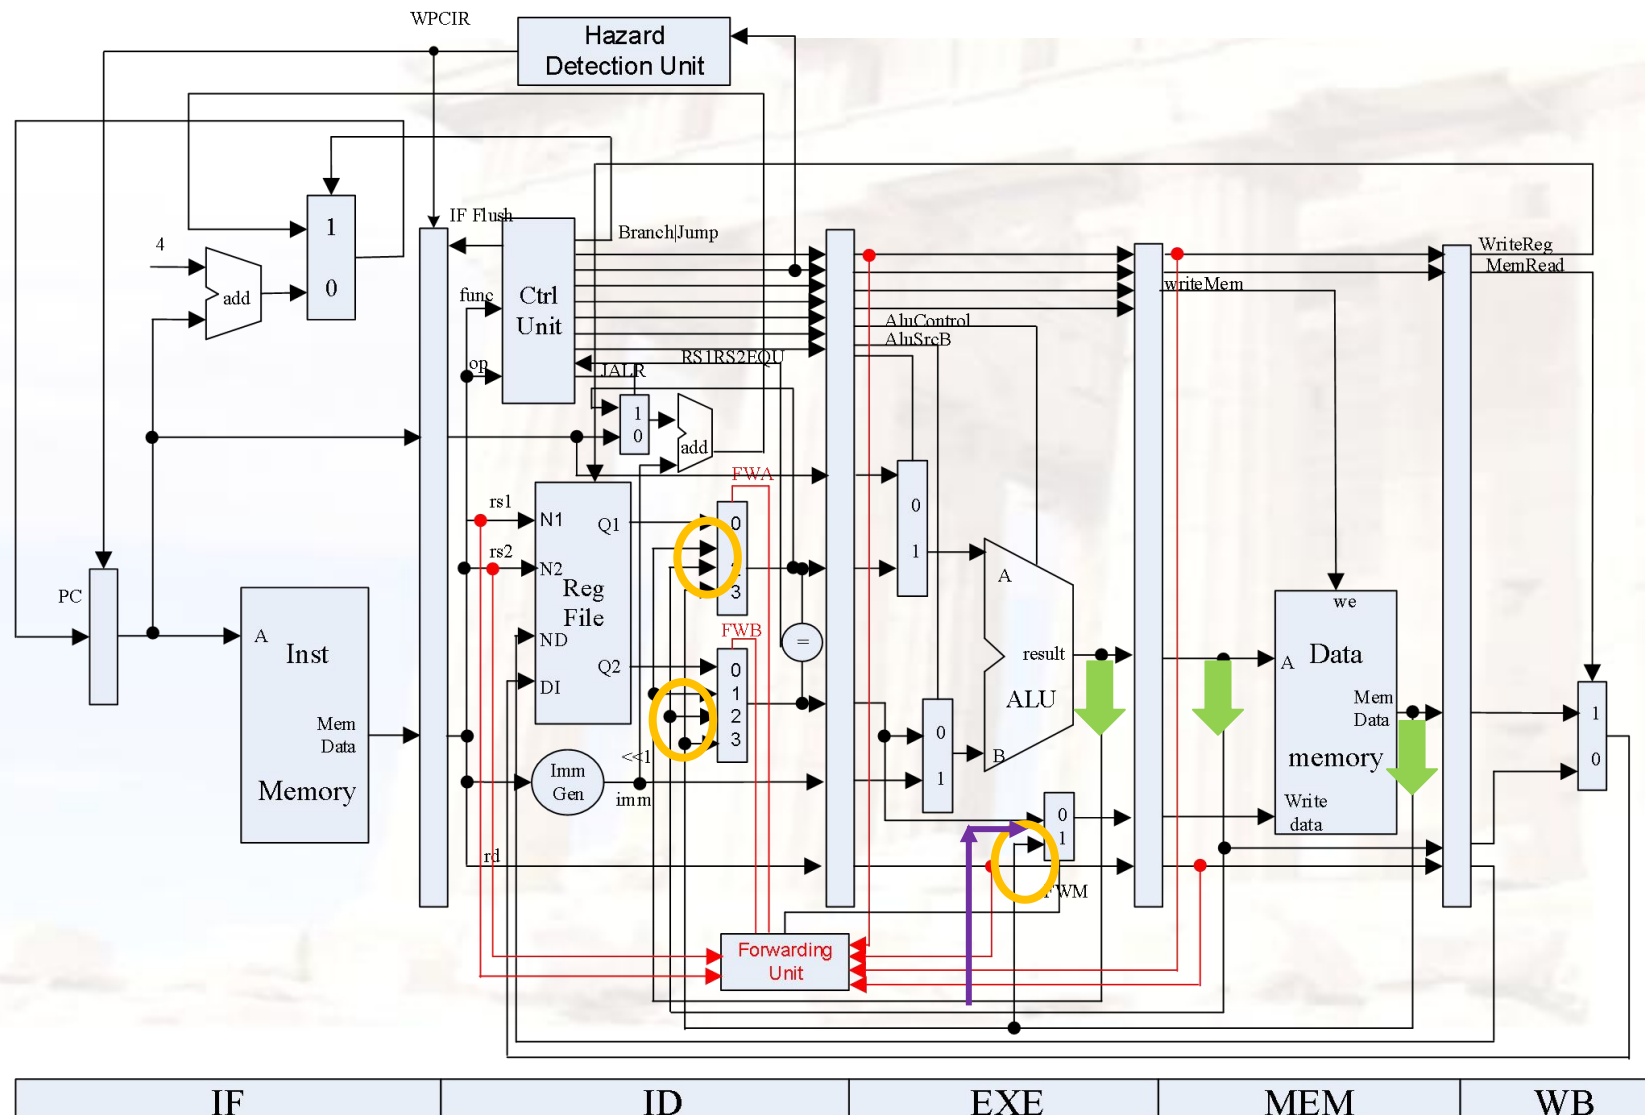 WPCIR
Hazard
Detection Unit
IF Flush
Branch|Jump
WriteReg
MemRead
writeMem
4
add
1
0
func
Ctrl
Unit
op
AluControl
AluSrcB
RS1RS2EQU
JALR
1
0
add
FWA
rs1
N1
Q1
0
3
rs2
N2
Reg
File
ND
DI
Q2
FWB
0
1
2
3
=
0
1
A
result
ALU
B
0
1
PC
A
Inst
Mem
Data
Memory
<<1
Imm
Gen
imm
rd
we
A
Data
Mem
Data
memory
Write
data
1
0
0
1
FWM
Forwarding
Unit
IF
ID
EXE
MEM
WB